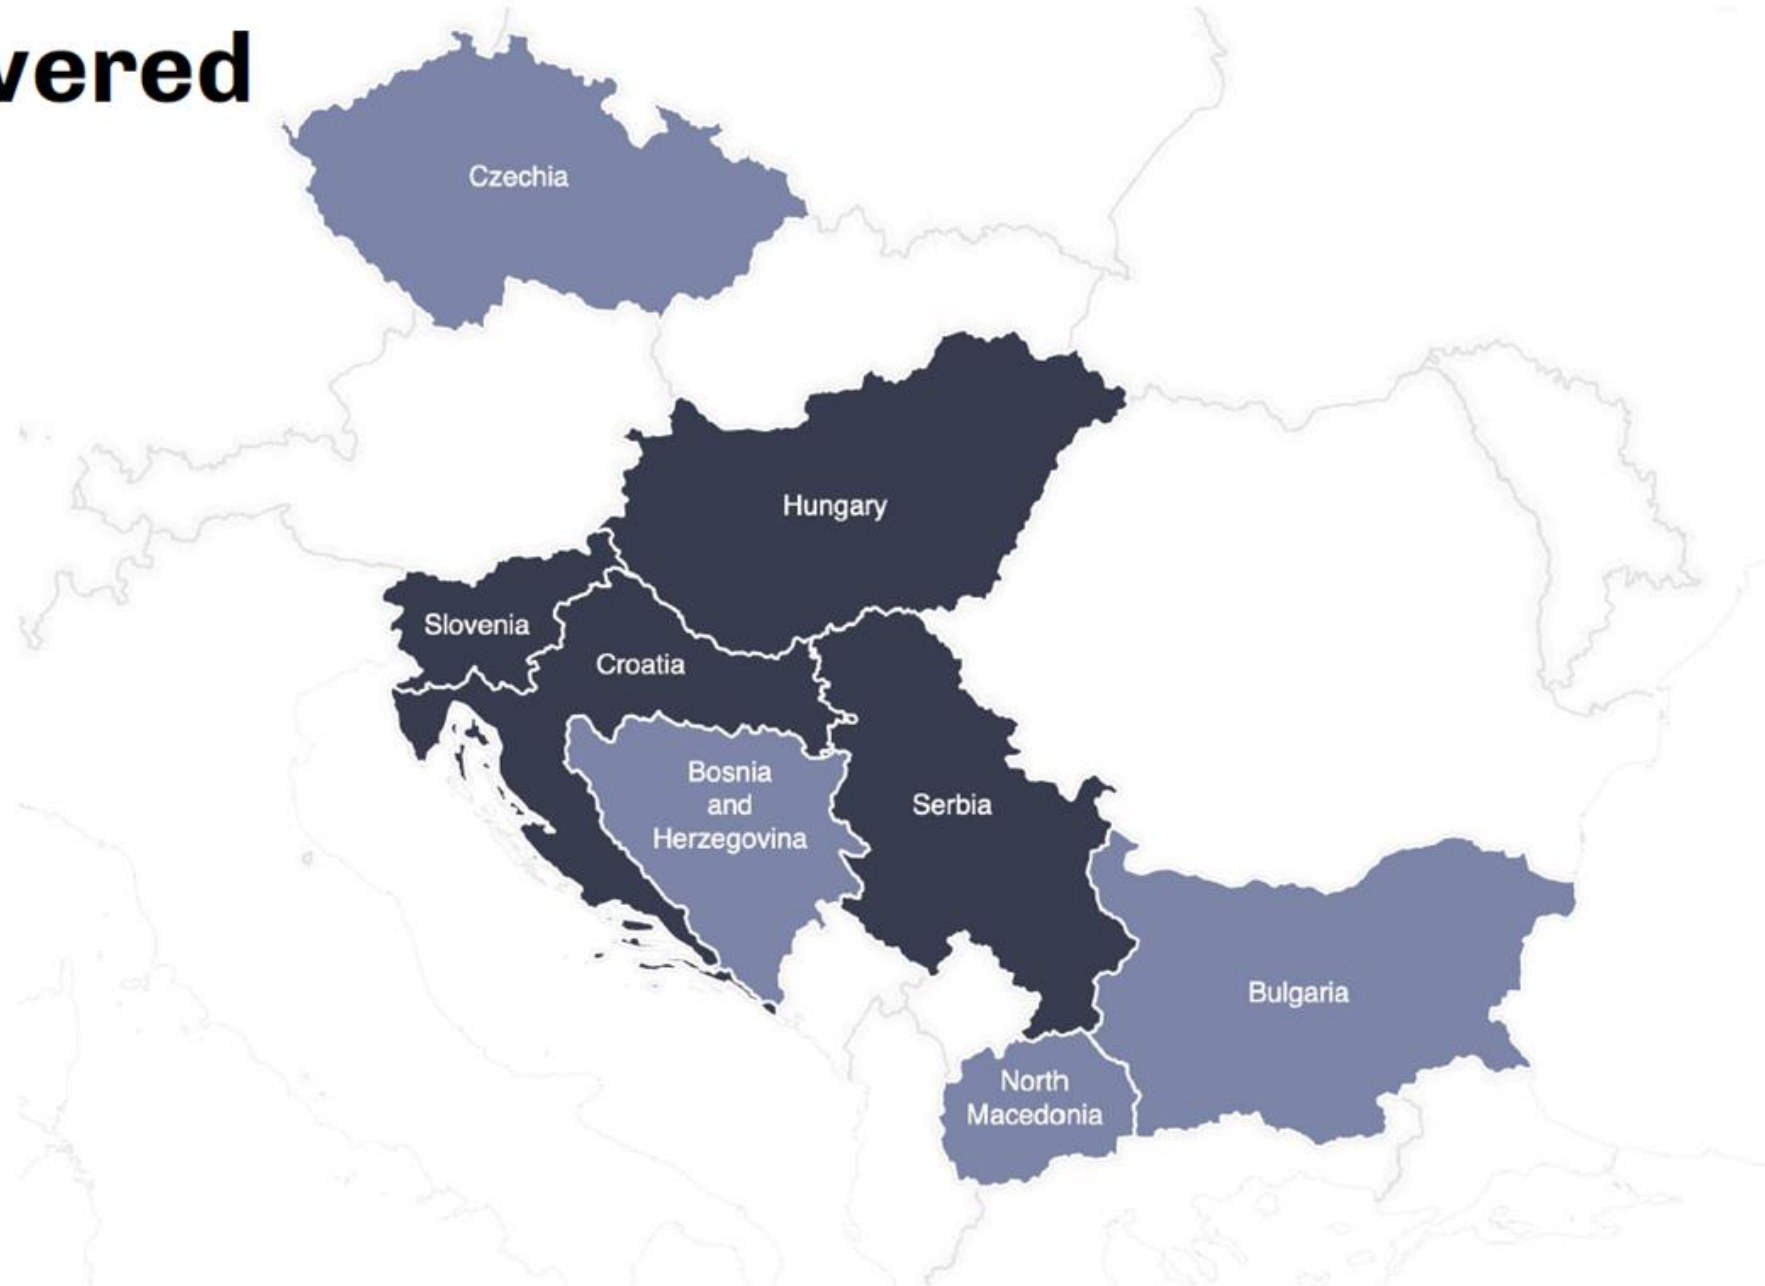 vered
Czechia
Hungary
Slovenia
Croatia
Bosnia
and
Herzegovina
Serbia
Bulgaria
North
Macedonia